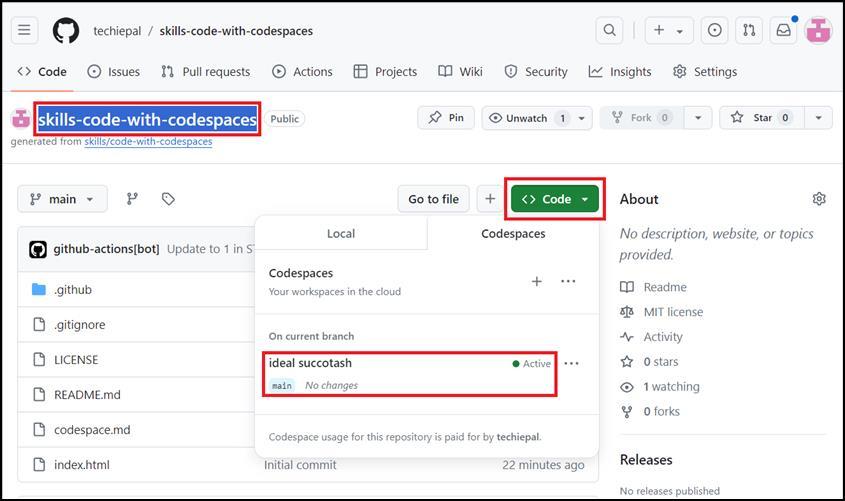 techiepal / skills-code-with-codespaces
Code Issues Pull requests Actions Projects Wiki Security Insights Settings
skills-code-with-codespaces Public
Pin Unwatch 1 Fork 0 Star 0
generated from skills/code-with-codespaces
main Go to file Code
About
No description, website, or topics
provided.
Readme
MIT license
Activity
0 stars
1 watching
0 forks
Releases
No releases published
github-actions[bot] Update to 1 in
.github
.gitignore
LICENSE
README.md
codespace.md
index.html Initial commit 22 minutes ago
Local Codespaces
Codespaces
Your workspaces in the cloud
On current branch
ideal succotash Active
main No changes
Codespace usage for this repository is paid for by techiepal.